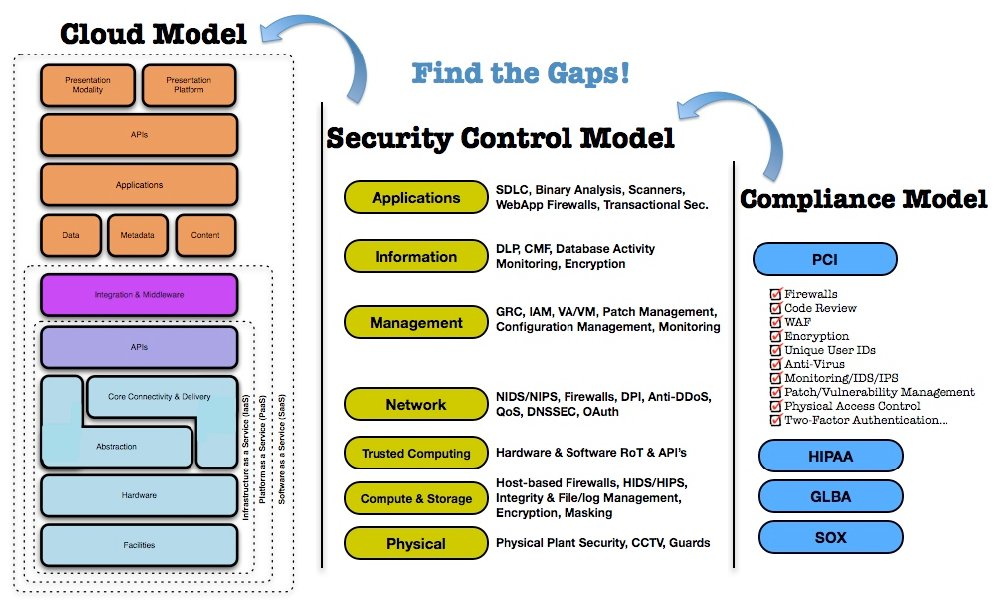 Cloud Model
Find the Gaps!
Presentation
Modality
Presentation
Platform
APIs
Applications
Data
Metadata
Content
Integration & Middleware
APIs
Core Connectivity & Delivery
Abstraction
Hardware
Facilities
Infrastructure as a Service (IaaS)
Platform as a Service (PaaS)
Software as a Service (SaaS)
Security Control Model
Applications
SDLC, Binary Analysis, Scanners,
WebApp Firewalls, Transactional Sec.
Information
DLP, CMF, Database Activity
Monitoring, Encryption
Management
GRC, IAM, VA/VM, Patch Management,
Configuration Management, Monitoring
Network
NIDS/NIPS, Firewalls, DPI, Anti-DDoS,
QoS, DNSSEC, OAuth
Trusted Computing
Hardware & Software RoT & API's
Compute & Storage
Host-based Firewalls, HIDS/HIPS,
Integrity & File/log Management,
Encryption, Masking
Physical
Physical Plant Security, CCTV, Guards
Compliance Model
PCI
Firewalls
Code Review
WAF
Encryption
Unique User IDs
Anti-Virus
Monitoring/IDS/IPS
Patch/Vulnerability Management
Physical Access Control
Two-Factor Authentication...
HIPAA
GLBA
SOX